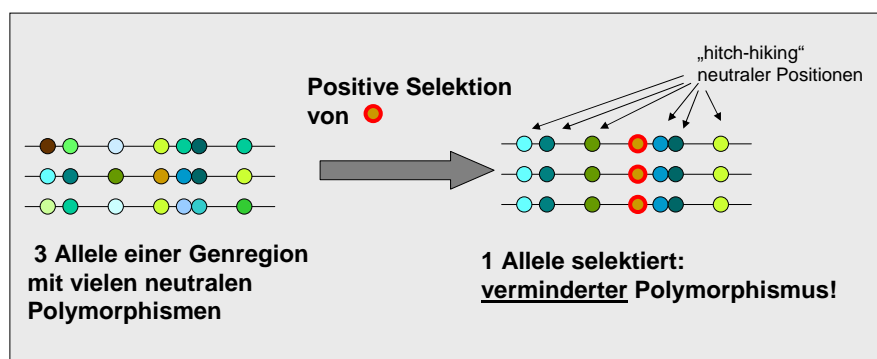 „hitch-hiking“
neutraler Positionen
Positive Selektion
von
3 Allele einer Genregion
mit vielen neutralen
Polymorphismen
1 Allele selektiert:
verminderter Polymorphismus!